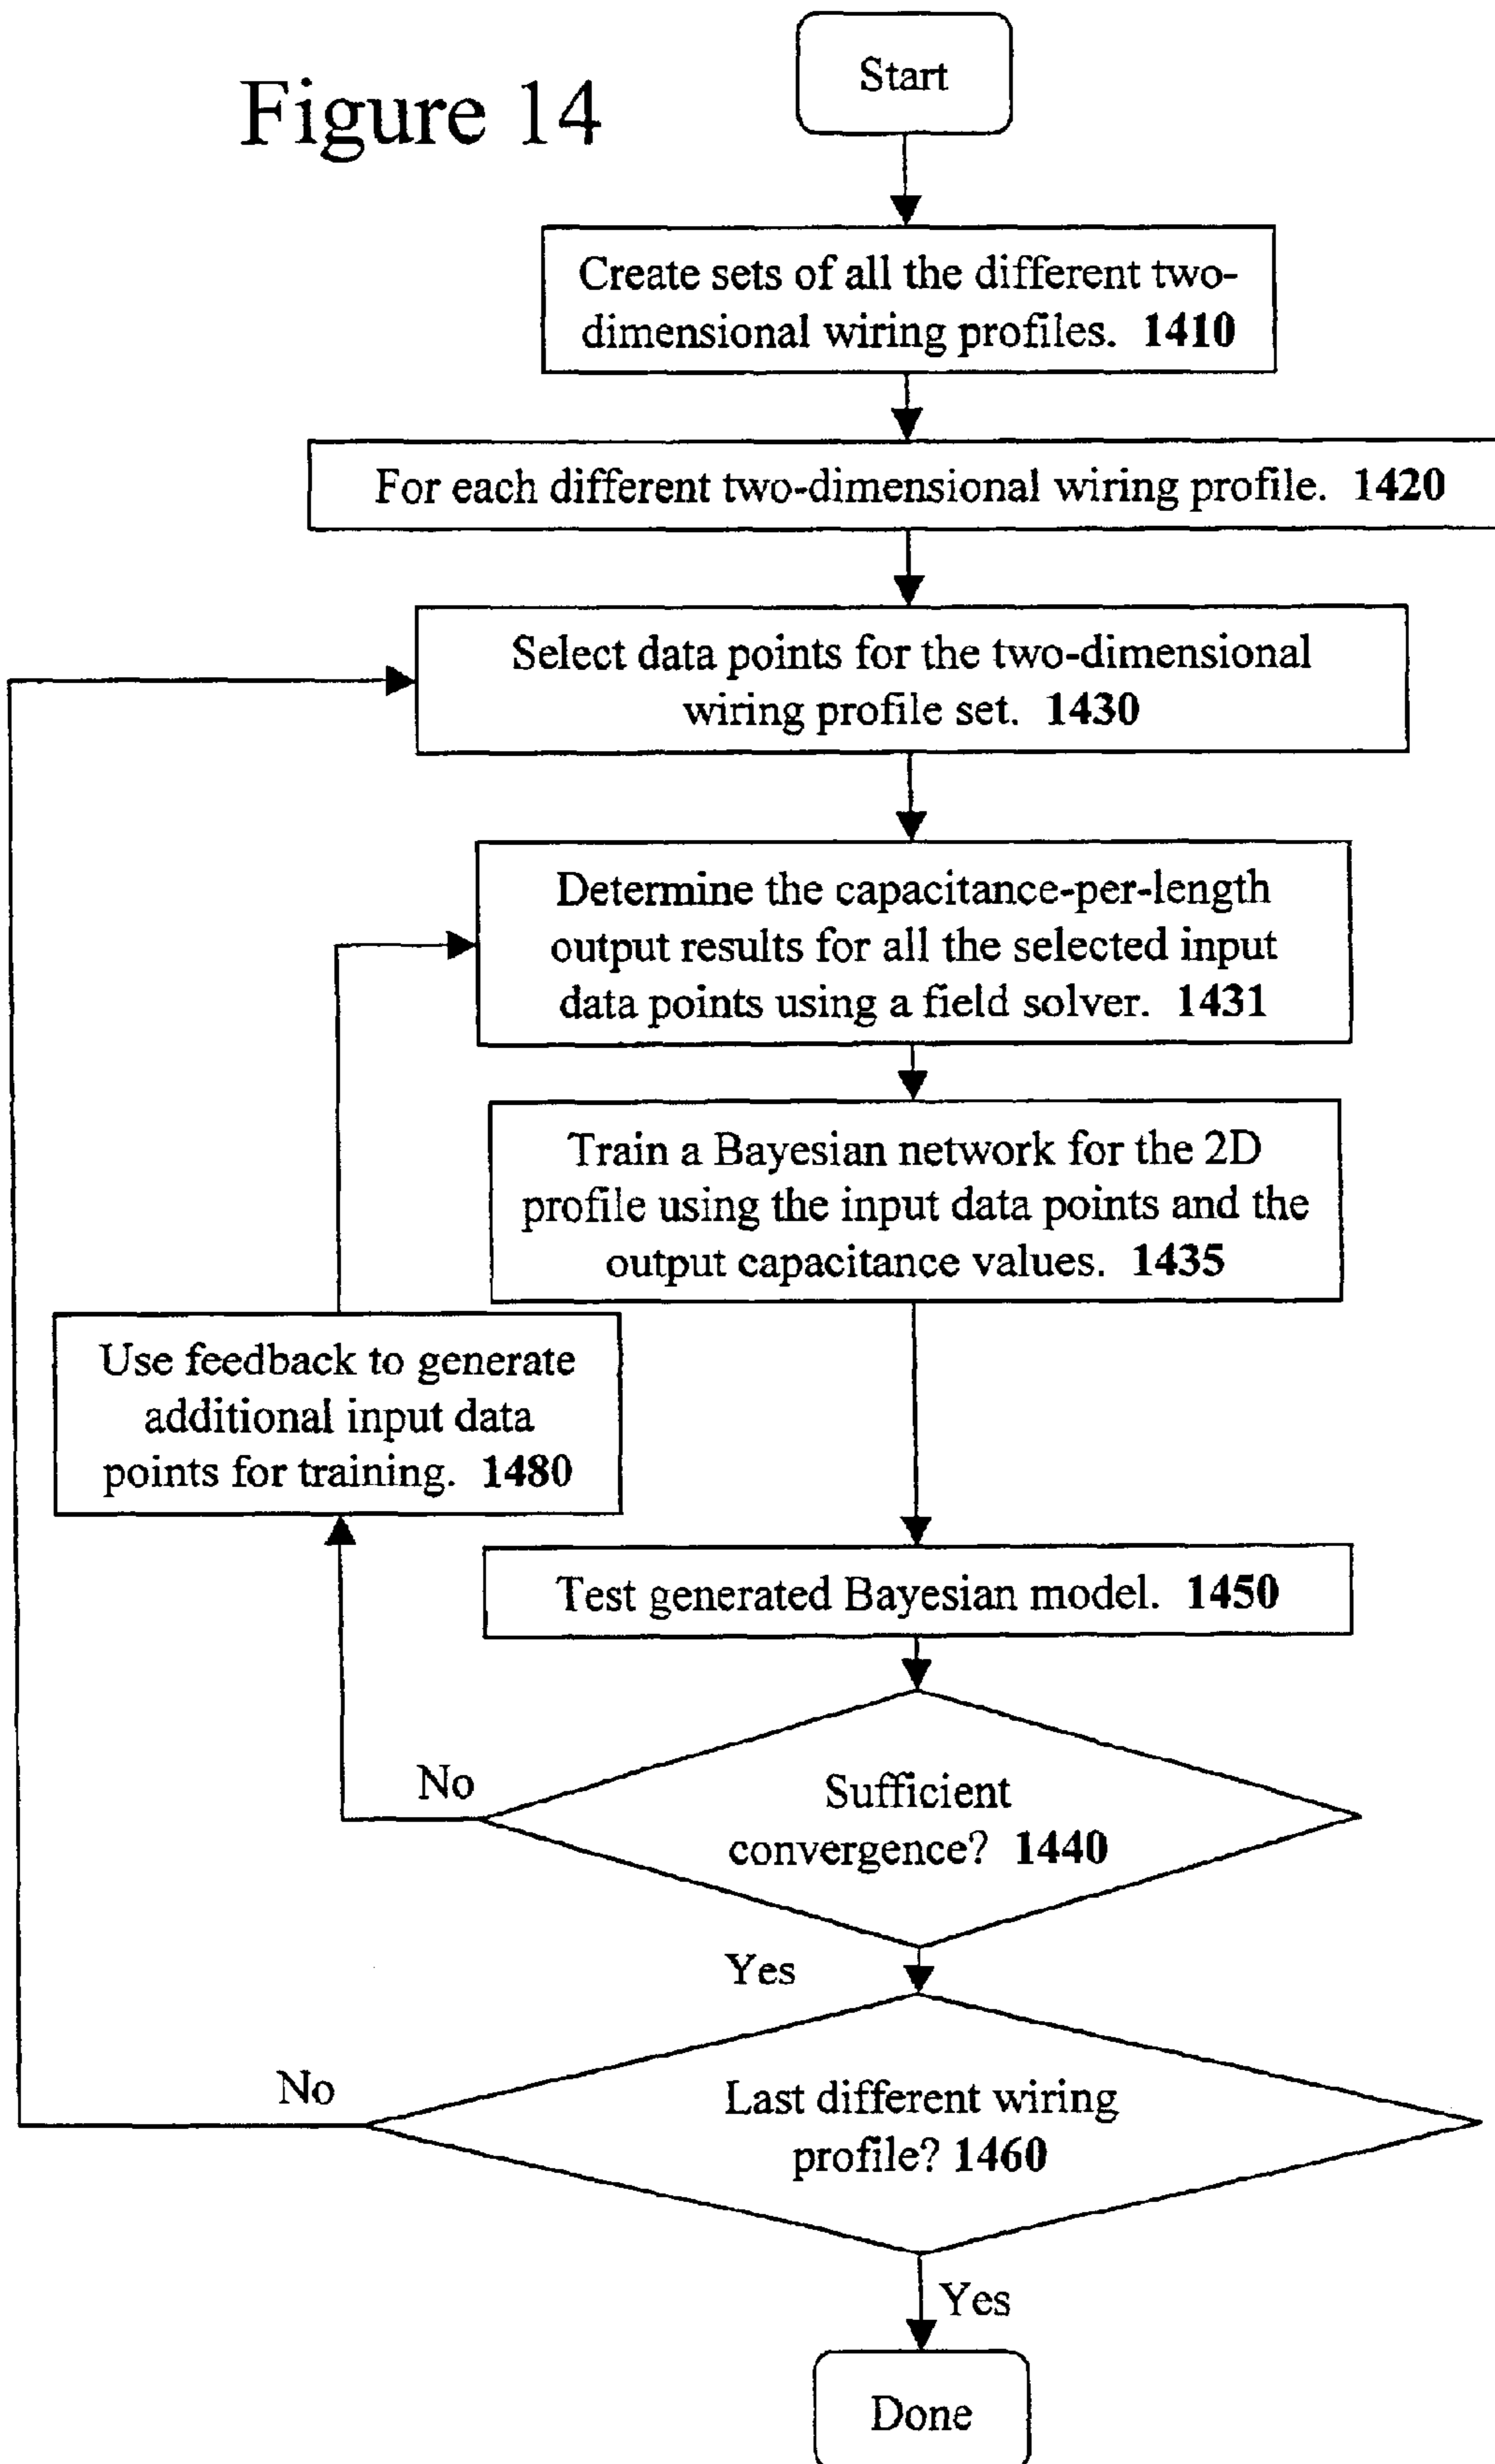 Figure 14
Start
Create sets of all the different two-
dimensional wiring profiles. 1410
For each different two-dimensional wiring profile. 1420
Select data points for the two-dimensional
wiring profile set. 1430
Determine the capacitance-per-length
output results for all the selected input
data points using a field solver. 1431
Train a Bayesian network for the 2D
profile using the input data points and the
output capacitance values. 1435
Use feedback to generate
additional input data
points for training. 1480
Test generated Bayesian model. 1450
No
Sufficient
convergence? 1440
Yes
No
Last different wiring
profile? 1460
Yes
Done